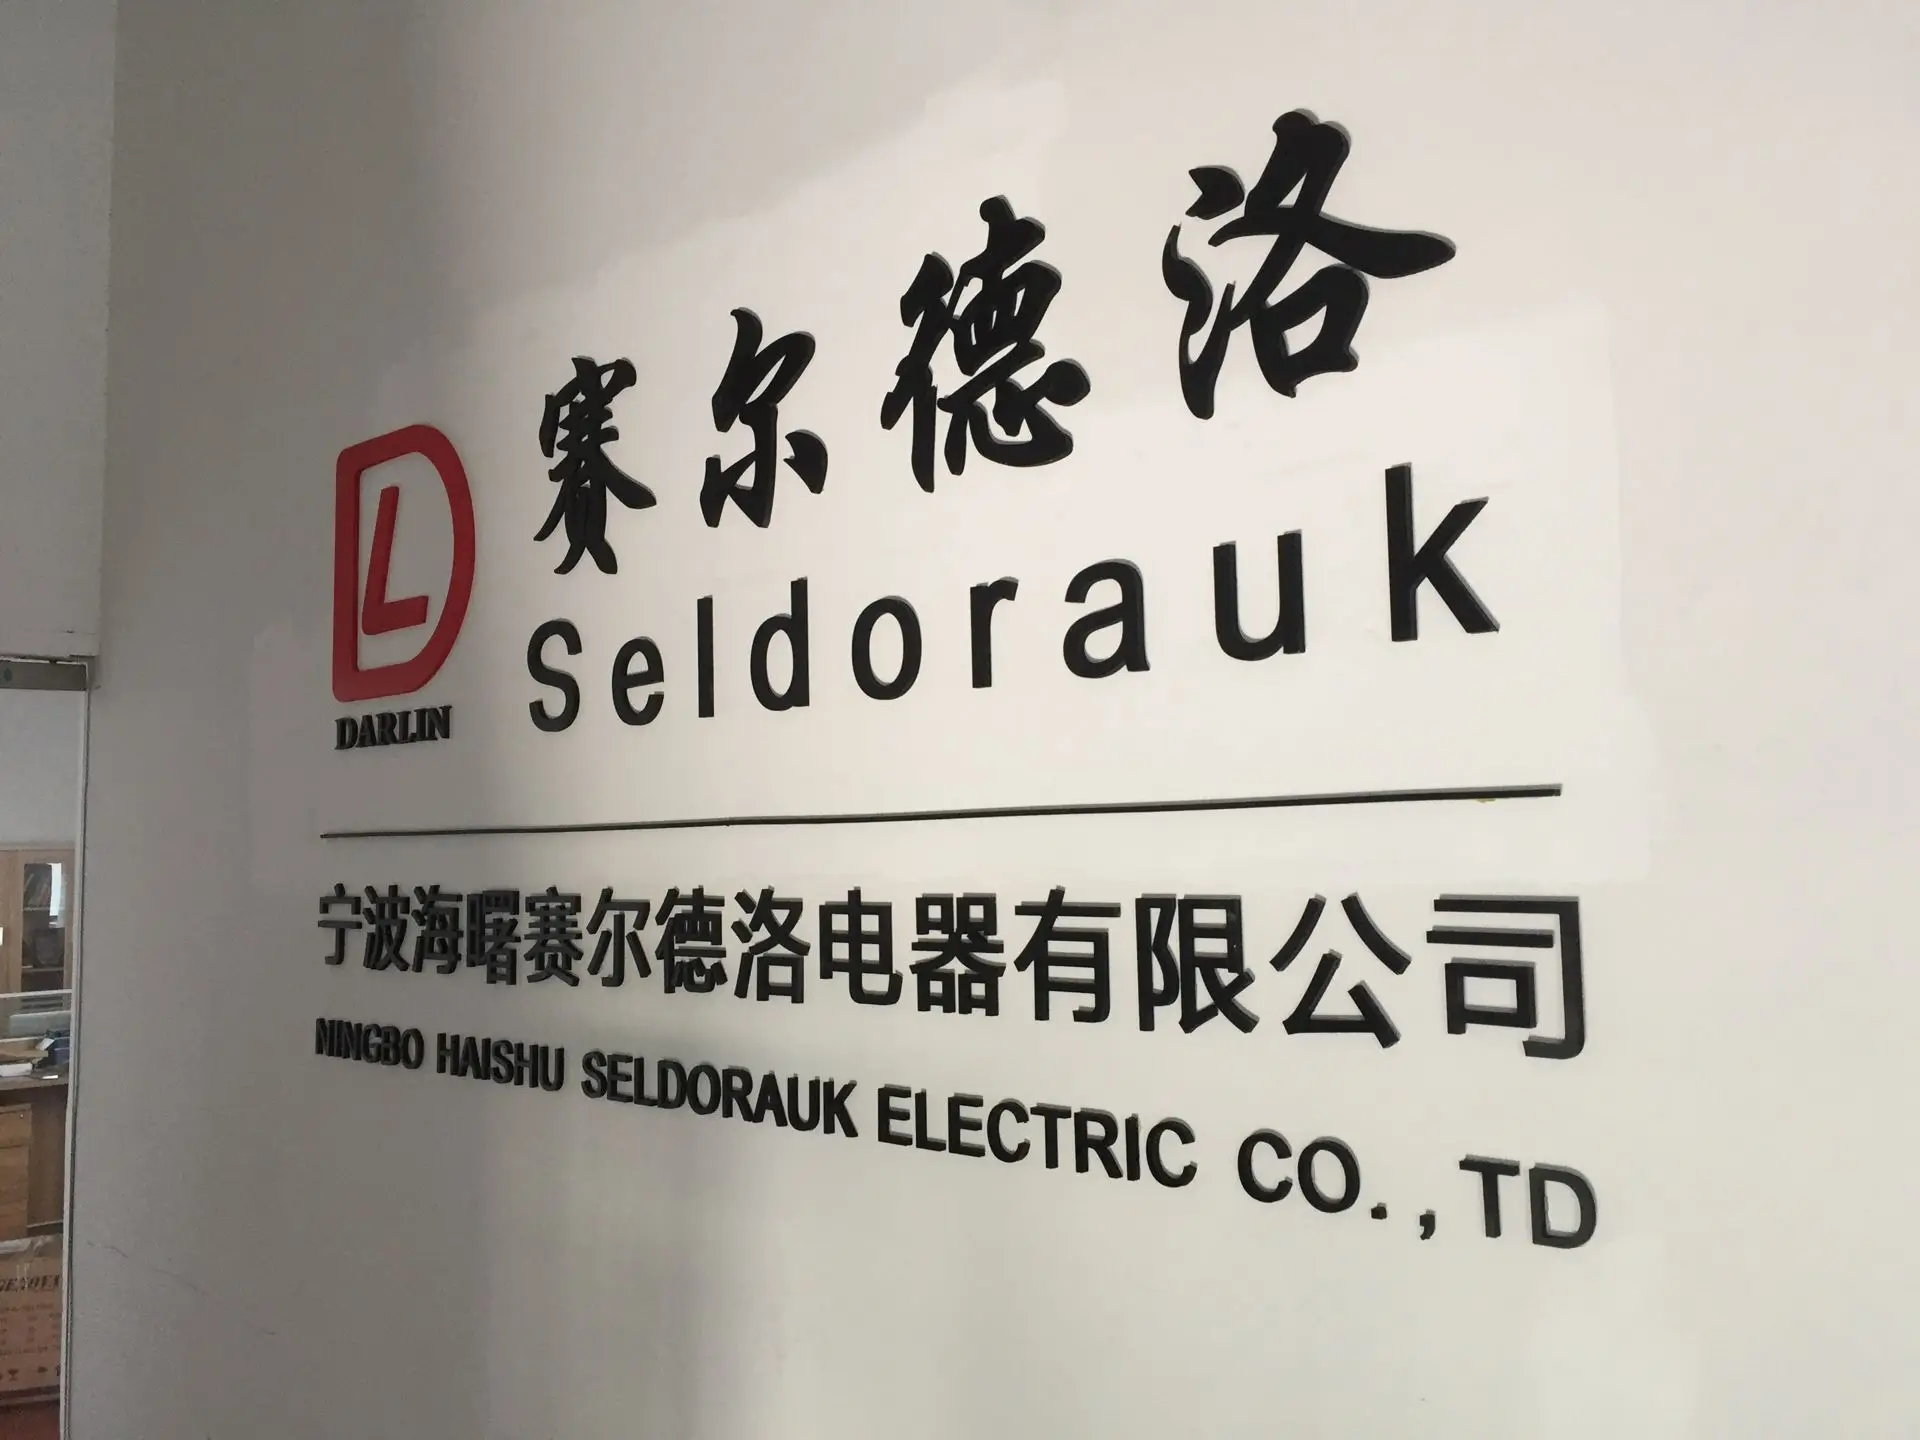 赛尔德洛
DL
Seldorauk
DARLIN
宁波海曙赛尔德洛电器有限公司
NINGBO HAISHU SELDORAUK ELECTRIC CO.,TD